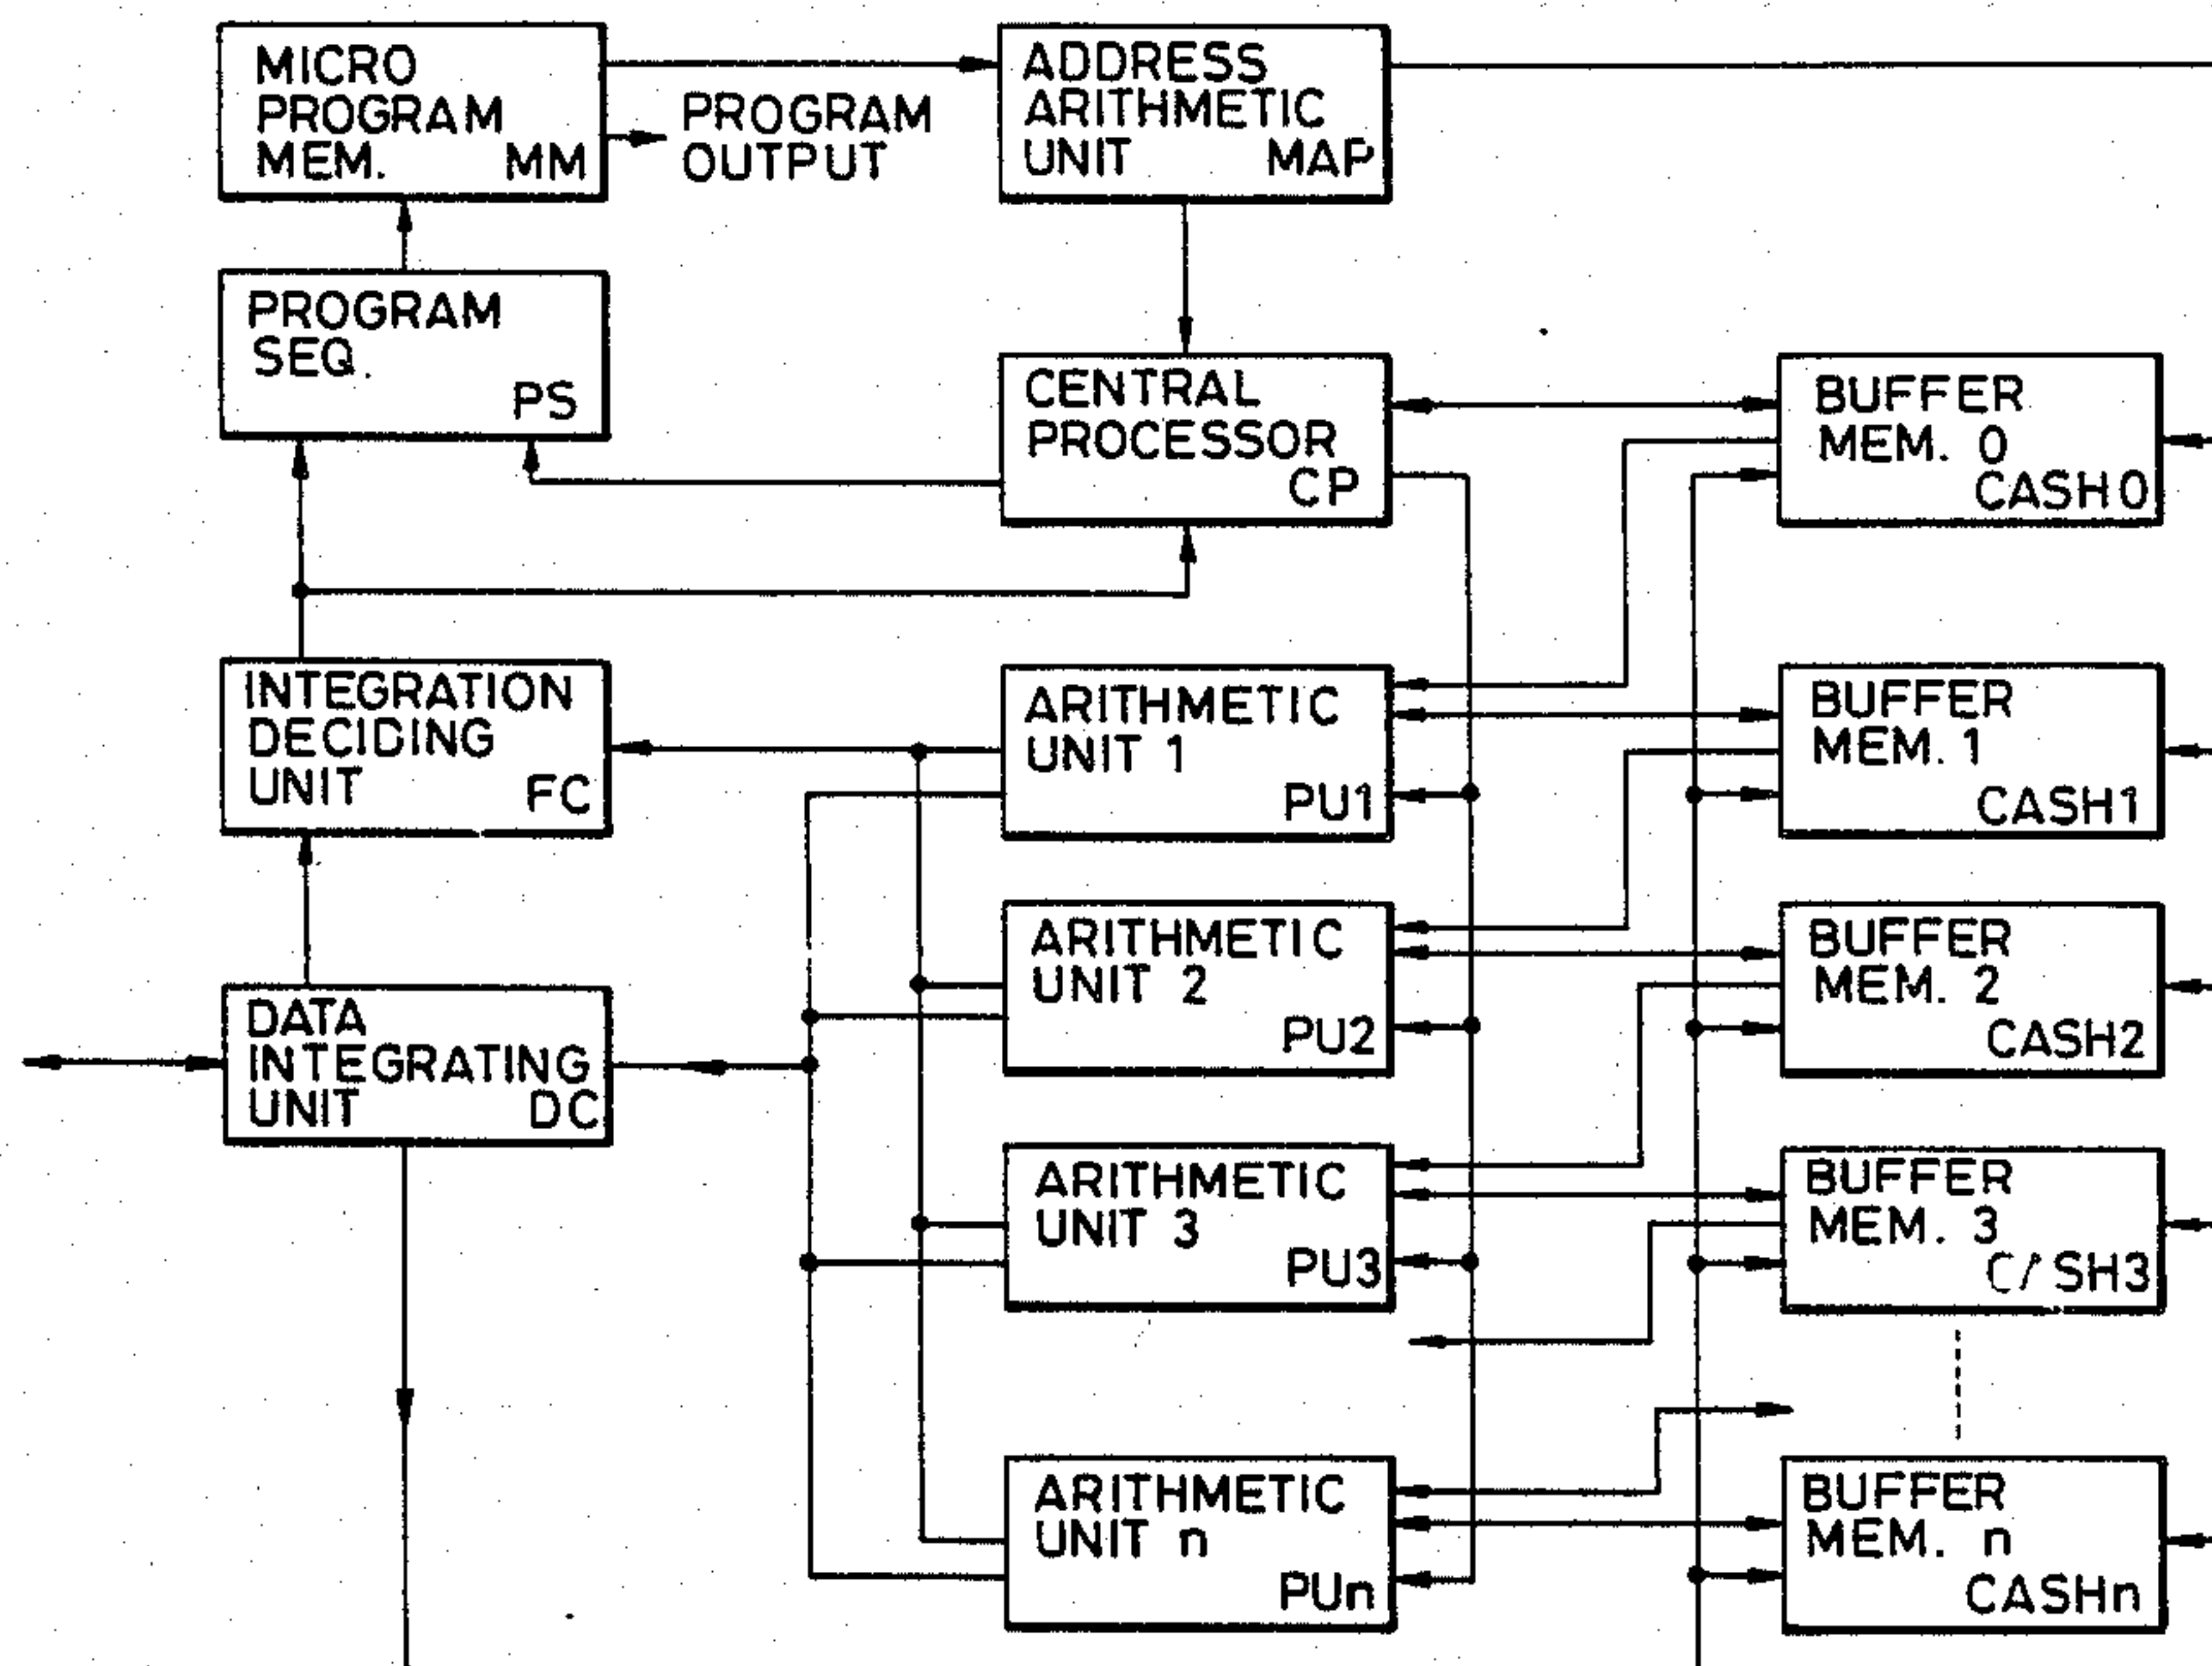 MICRO
PROGRAM
MEM. MM
PROGRAM
OUTPUT
ADDRESS
ARITHMETIC
UNIT MAP
PROGRAM
SEQ.
PS
CENTRAL
PROCESSOR
CP
BUFFER
MEM. 0
CASH0
INTEGRATION
DECIDING
UNIT FC
ARITHMETIC
UNIT 1
PU1
BUFFER
MEM. 1
CASH1
DATA
INTEGRATING
UNIT DC
ARITHMETIC
UNIT 2
PU2
BUFFER
MEM. 2
CASH2
ARITHMETIC
UNIT 3
PU3
BUFFER
MEM. 3
C/SH3
ARITHMETIC
UNIT n
PUn
BUFFER
MEM. n
CASHn